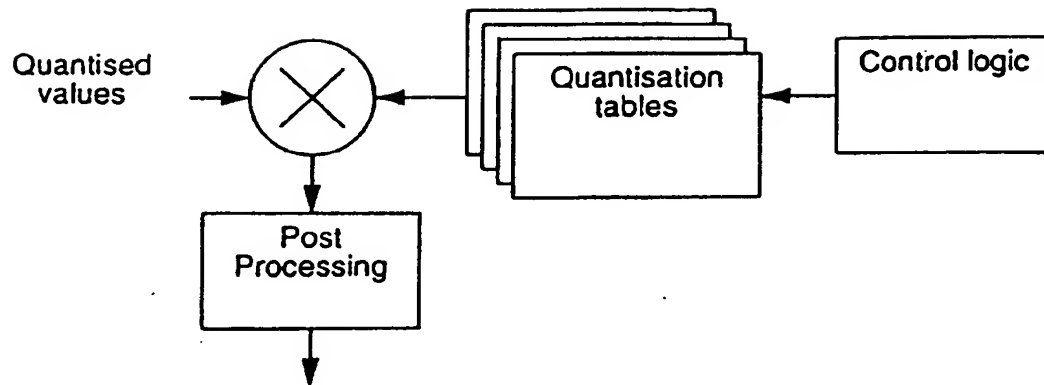 Quantised
values
Quantisation
tables
Control logic
Post
Processing